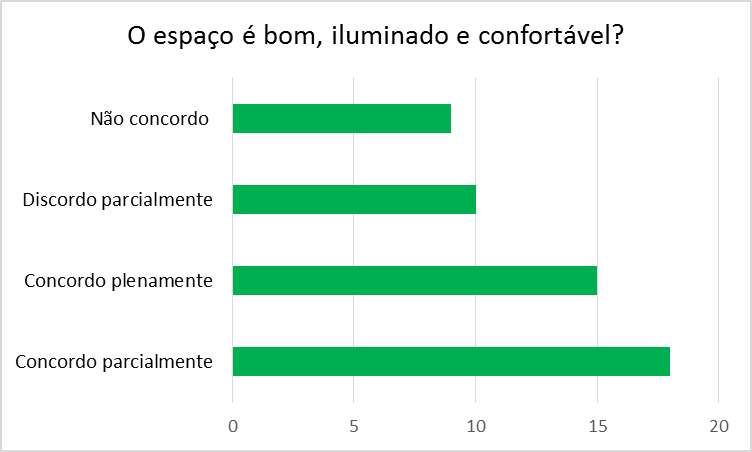 O espaço é bom, iluminado e confortável?
Não concordo
Discordo parcialmente
Concordo plenamente
Concordo parcialmente
0 5 10 15 20